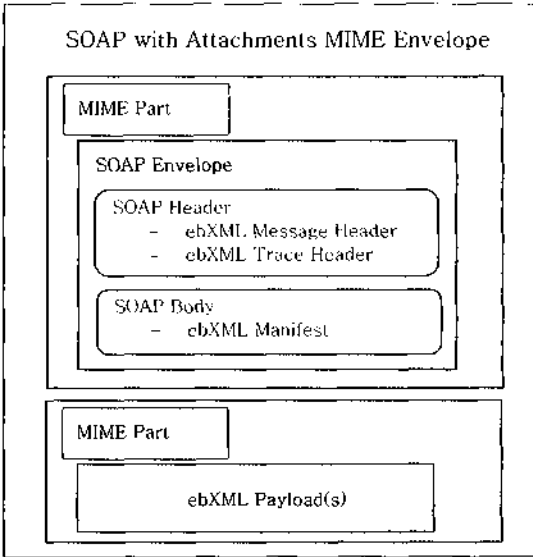 SOAP with Attachments MIME Envelope
MIME Part
SOAP Envelope
SOAP Header
- ebXML Message Header
- ebXML Trace Header
SOAP Body
- ebXML Manifest
MIME Part
ebXML Payload(s)